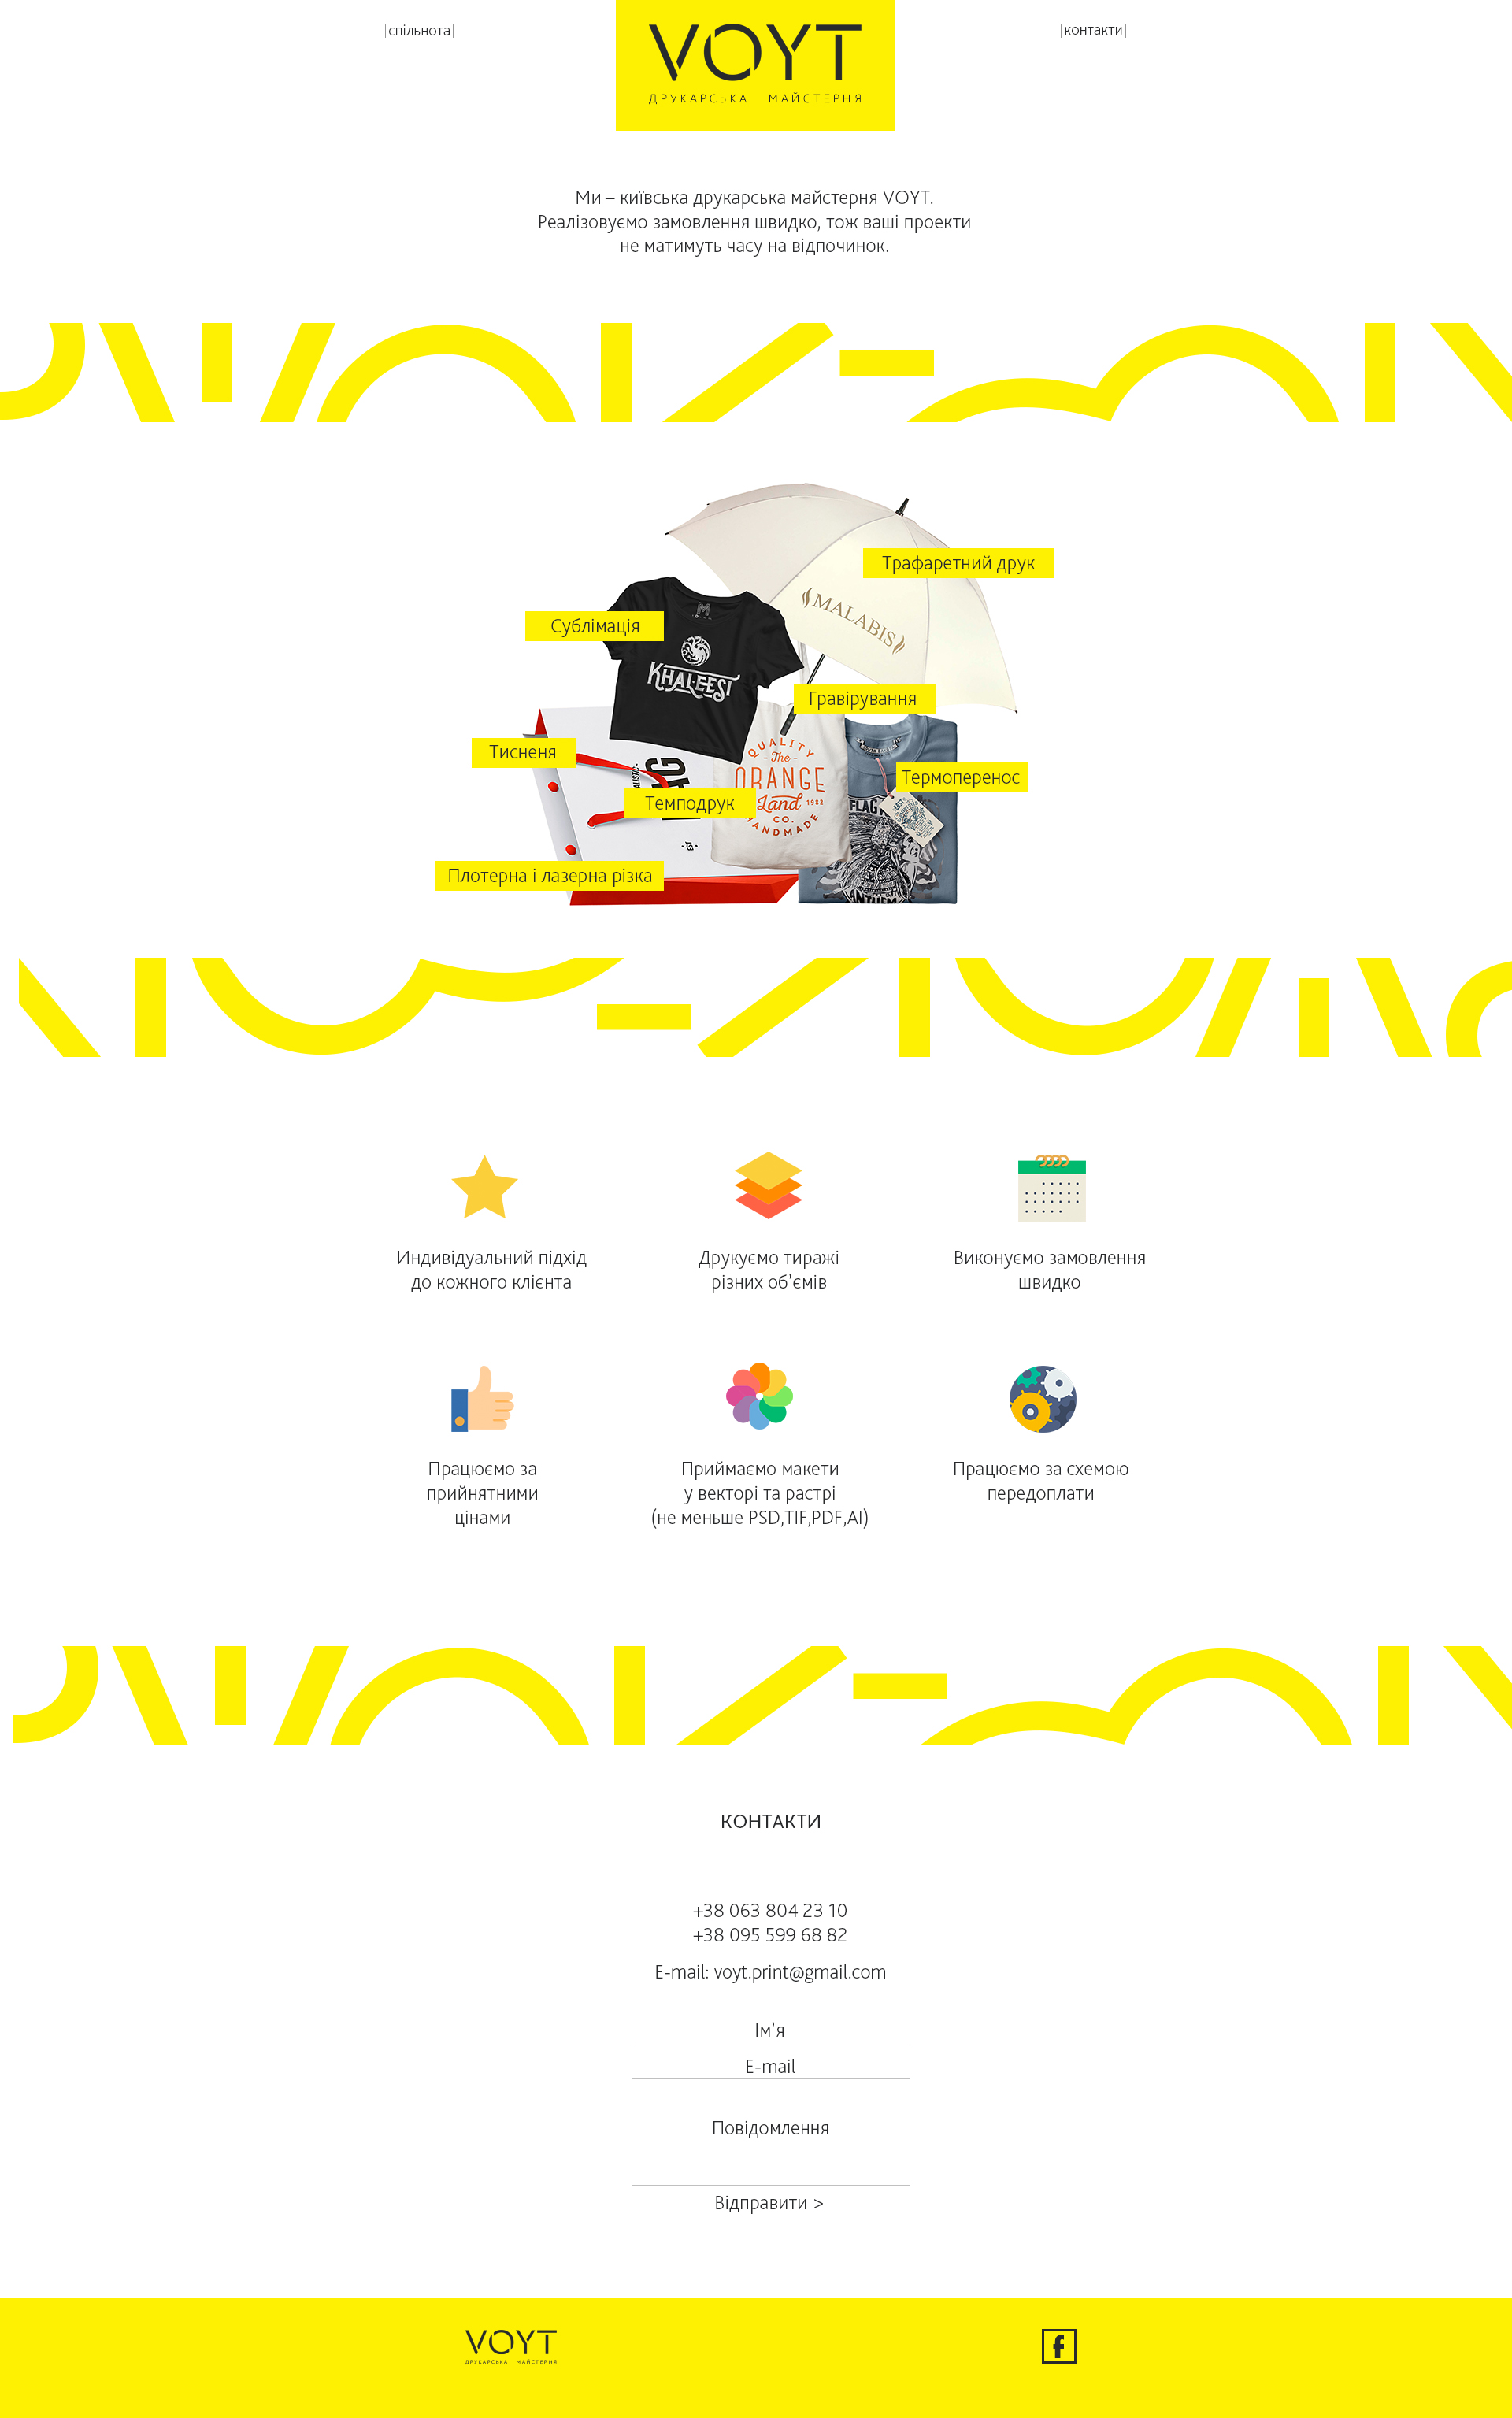 |спільнота|
VOYT
ДРУКАРСЬКА МАЙСТЕРНЯ
|контакти|
Ми – київська друкарська майстерня VOYT.
Реалізовуємо замовлення швидко, тож ваші проекти
не матимуть часу на відпочинок.
Трафаретний друк
MALABIS
Сублімація
KHALEESI
Гравірування
Тисненя
QUALITY
- The -
ORANGE
Land
1982
CO.
HANDMADE
Термоперенос
Темподрук
FLAG
ANTHEM
Плотерна і лазерна різка
Индивідуальний підхід
до кожного клієнта
Друкуємо тиражі
різних об'ємів
Виконуємо замовлення
швидко
Працюємо за
прийнятними
цінами
Приймаємо макети
у векторі та растрі
(не меньше PSD,TIF,PDF,AI)
Працюємо за схемою
передоплати
КОНТАКТИ
+38 063 804 23 10
+38 095 599 68 82
E-mail: voyt.print@gmail.com
Ім'я
E-mail
Повідомлення
Відправити >
VOYT
ДРУКАРСЬКА МАЙСТЕРНЯ
f